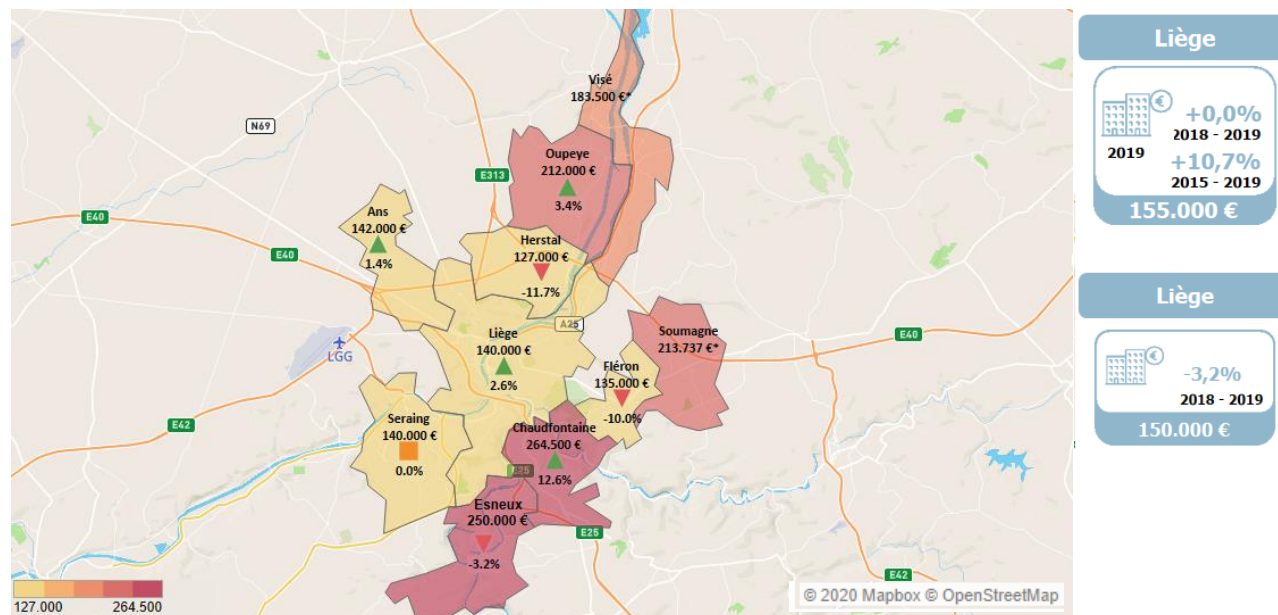 Visé
183.500 €*
N69
Oupeye
212.000 €
3.4%
E313
Ans
142.000 €
1.4%
E40
E40
Herstal
127.000 €
-11.7%
A25
Liège
140.000 €
2.6%
LGG
Soumagne
213.737 €*
E40
Fléron
135.000 €
-10.0%
Seraing
140.000 €
0.0%
E42
Chaudfontaine
264.500 €
12.6%
E25
Esneux
250.000 €
-3.2%
E25
E42
127.000 264.500
© 2020 Mapbox © OpenStreetMap
Liège
+0,0%
2018 - 2019
2019
+10,7%
2015 - 2019
155.000 €
Liège
-3,2%
2018 - 2019
150.000 €